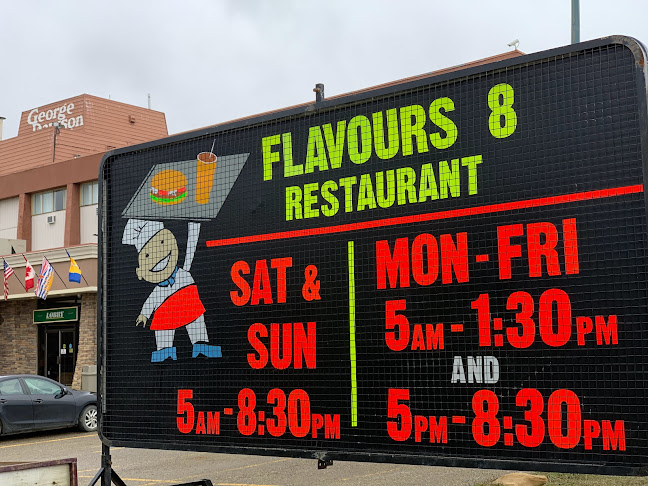 George
Dawson
LOBBY
FLAVOURS 8
RESTAURANT
SAT &
SUN
5AM-8:30PM
MON-FRI
5AM-1:30PM
AND
5PM-8:30PM